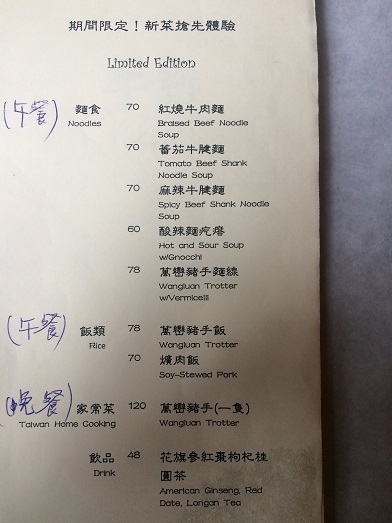 期間限定！新菜搶先體驗
Limited Edition
(午餐) 麵食 70 紅燒牛肉麵
Noodles Braised Beef Noodle
Soup
70 蕃茄牛腱麵
Tomato Beef Shank
Noodle Soup
70 麻辣牛腱麵
Spicy Beef Shank Noodle
Soup
60 酸辣麵疙瘩
Hot and Sour Soup
w/Gnocchi
78 萬巒豬手麵線
Wangluan Trotter
w/Vermicelli
(午餐) 飯類 78 萬巒豬手飯
Rice Wangluan Trotter
70 爌肉飯
Soy-Stewed Pork
(晚餐) 家常菜 120 萬巒豬手(一隻)
Taiwan Home Cooking Wangluan Trotter
飲品 48 花旗參紅棗枸杞桂
Drink 圓茶
American Ginseng, Red
Date, Longan Tea